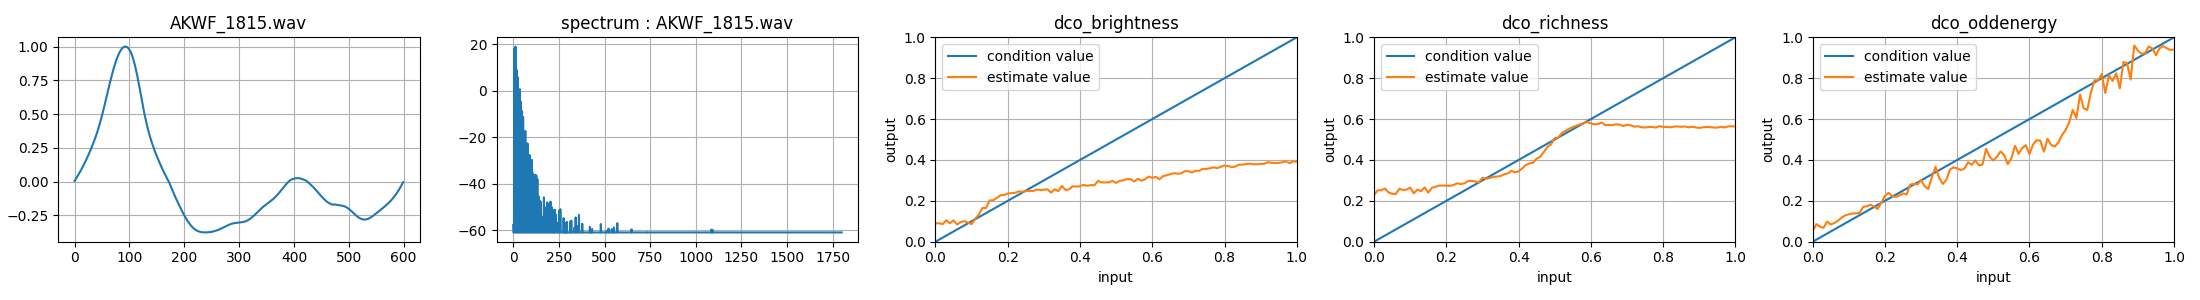 AKWF_1815.wav
1.00
0.75
0.50
0.25
0.00
−0.25
0 100 200 300 400 500 600
spectrum : AKWF_1815.wav
20
0
−20
−40
−60
0 250 500 750 1000 1250 1500 1750
dco_brightness
condition value
estimate value
output
1.0
0.8
0.6
0.4
0.2
0.0
0.0 0.2 0.4 0.6 0.8 1.0
input
dco_richness
condition value
estimate value
output
1.0
0.8
0.6
0.4
0.2
0.0
0.0 0.2 0.4 0.6 0.8 1.0
input
dco_oddenergy
condition value
estimate value
output
1.0
0.8
0.6
0.4
0.2
0.0
0.0 0.2 0.4 0.6 0.8 1.0
input